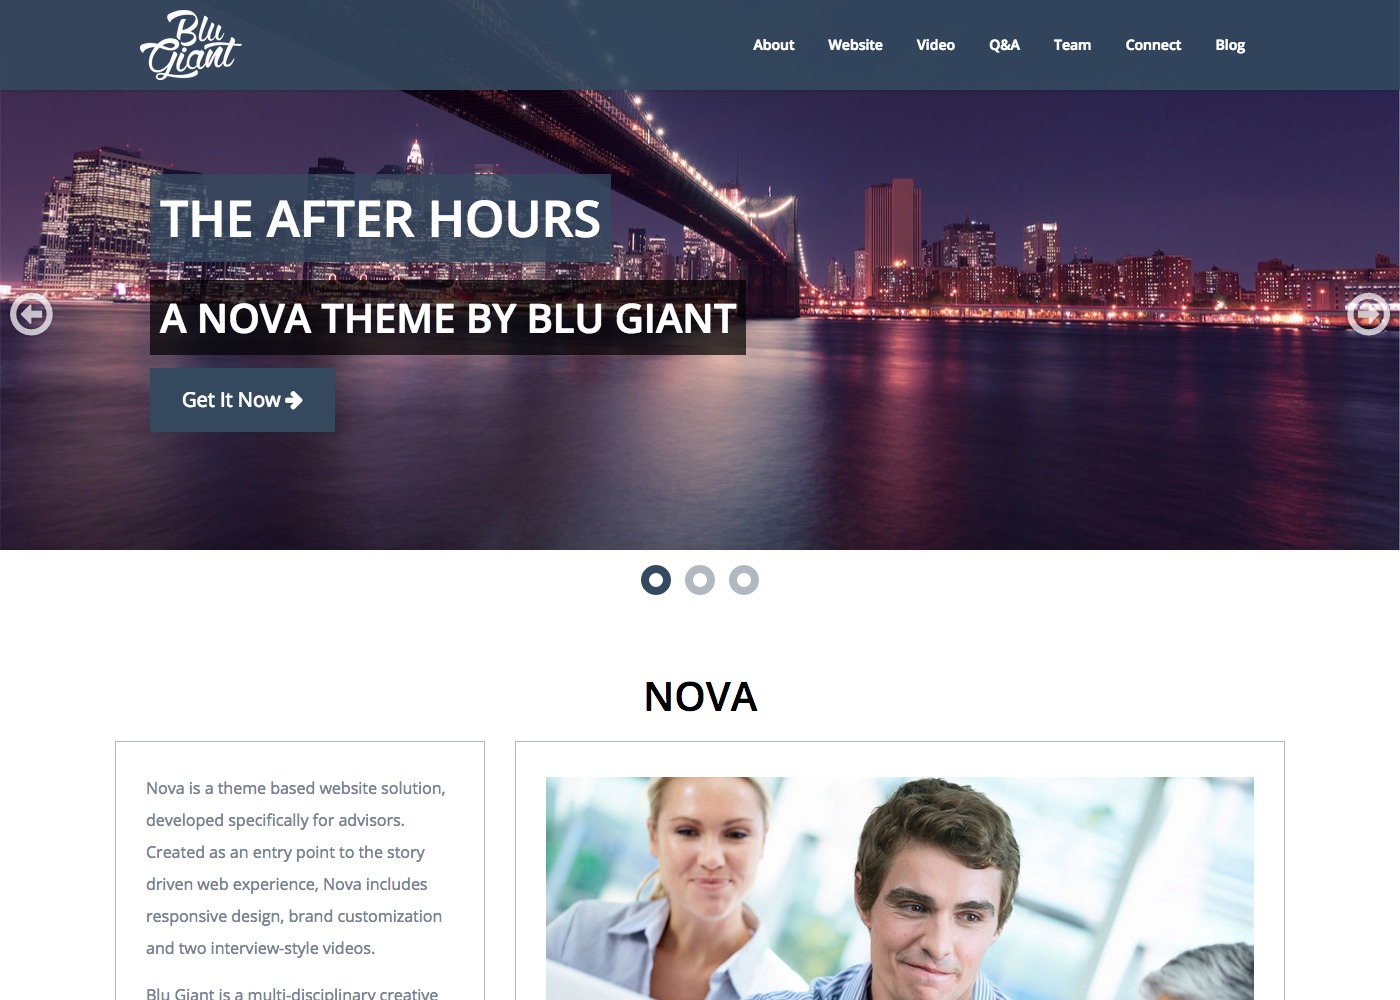 Blu
Giant
About Website Video Q&A Team Connect Blog
THE AFTER HOURS
A NOVA THEME BY BLU GIANT
Get It Now
NOVA
Nova is a theme based website solution,
developed specifically for advisors.
Created as an entry point to the story
driven web experience, Nova includes
responsive design, brand customization
and two interview-style videos.
Blu Giant is a multi-disciplinary creative